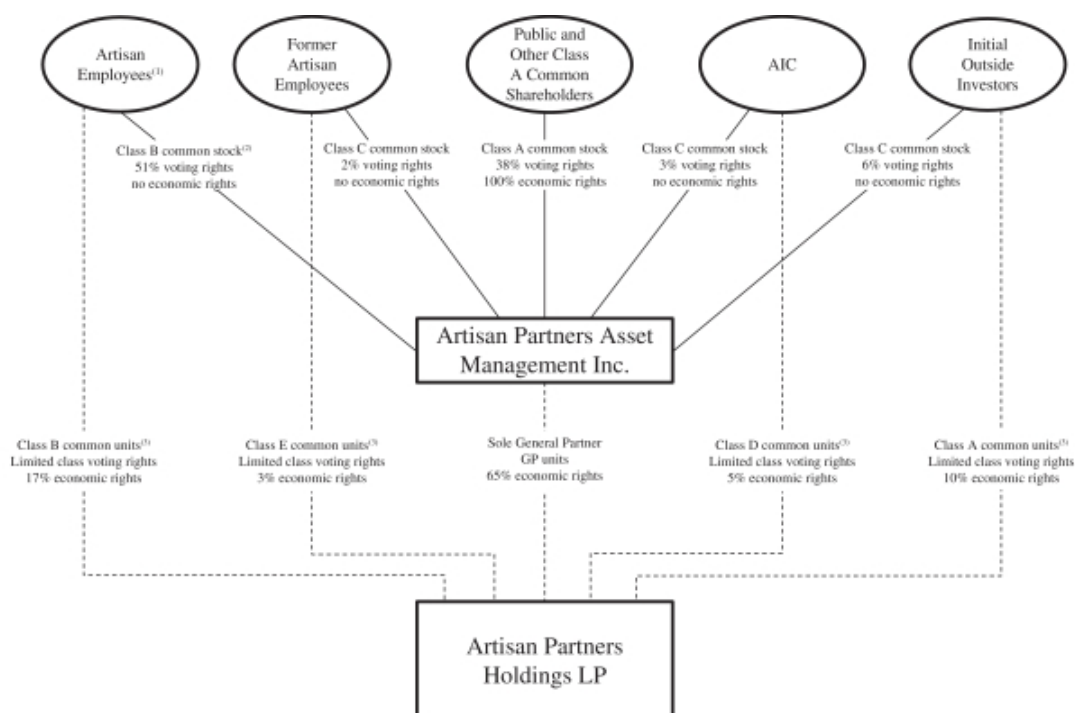 Artisan
Employees(1)
Former
Artisan
Employees
Public and
Other Class
A Common
Shareholders
AIC
Initial
Outside
Investors
Class B common stock(2)
51% voting rights
no economic rights
Class C common stock
2% voting rights
no economic rights
Class A common stock
38% voting rights
100% economic rights
Class C common stock
3% voting rights
no economic rights
Class C common stock
6% voting rights
no economic rights
Artisan Partners Asset
Management Inc.
Class B common units(3)
Limited class voting rights
17% economic rights
Class E common units(3)
Limited class voting rights
3% economic rights
Sole General Partner
GP units
65% economic rights
Class D common units(3)
Limited class voting rights
5% economic rights
Class A common units(3)
Limited class voting rights
10% economic rights
Artisan Partners
Holdings LP